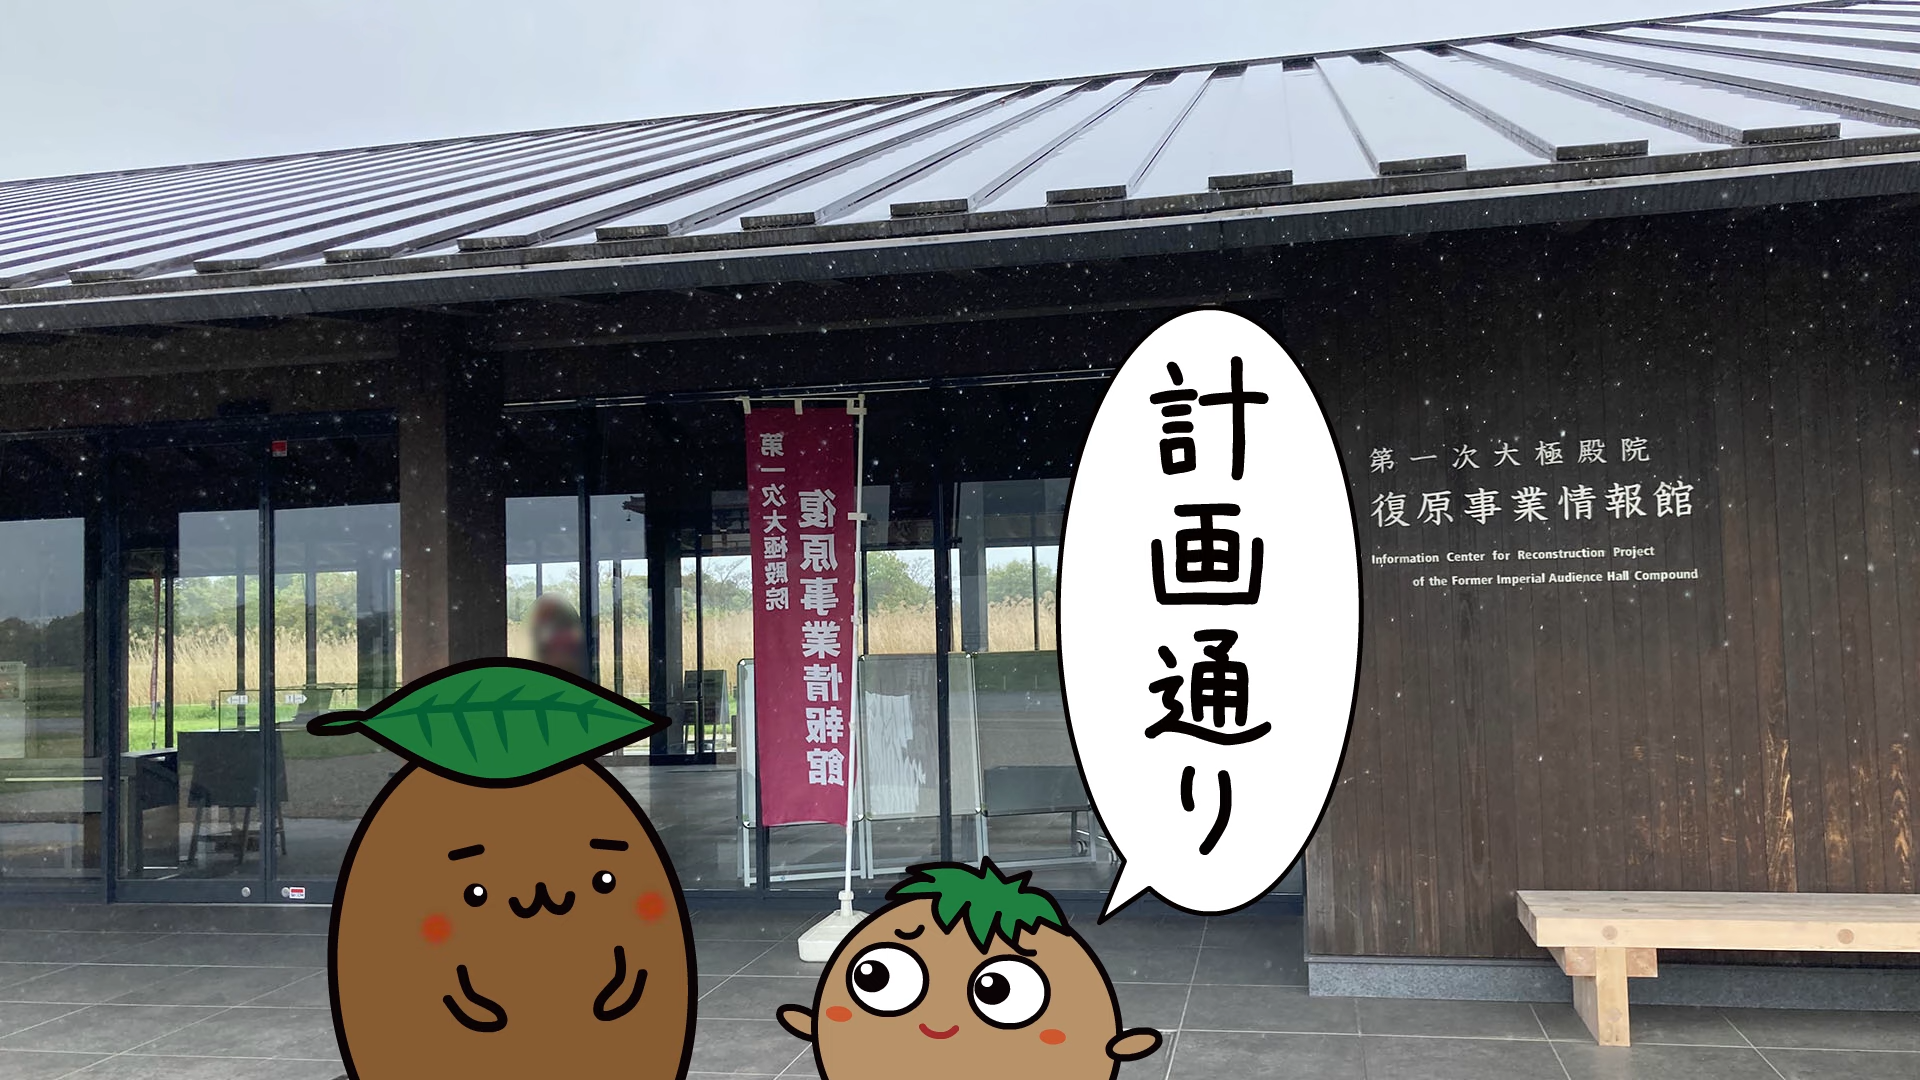 第一次大極殿院
復原事業情報館
計画通り
第一次大極殿院
復原事業情報館
Information Center for Reconstruction Project
of the Former Imperial Audience Hall Compound